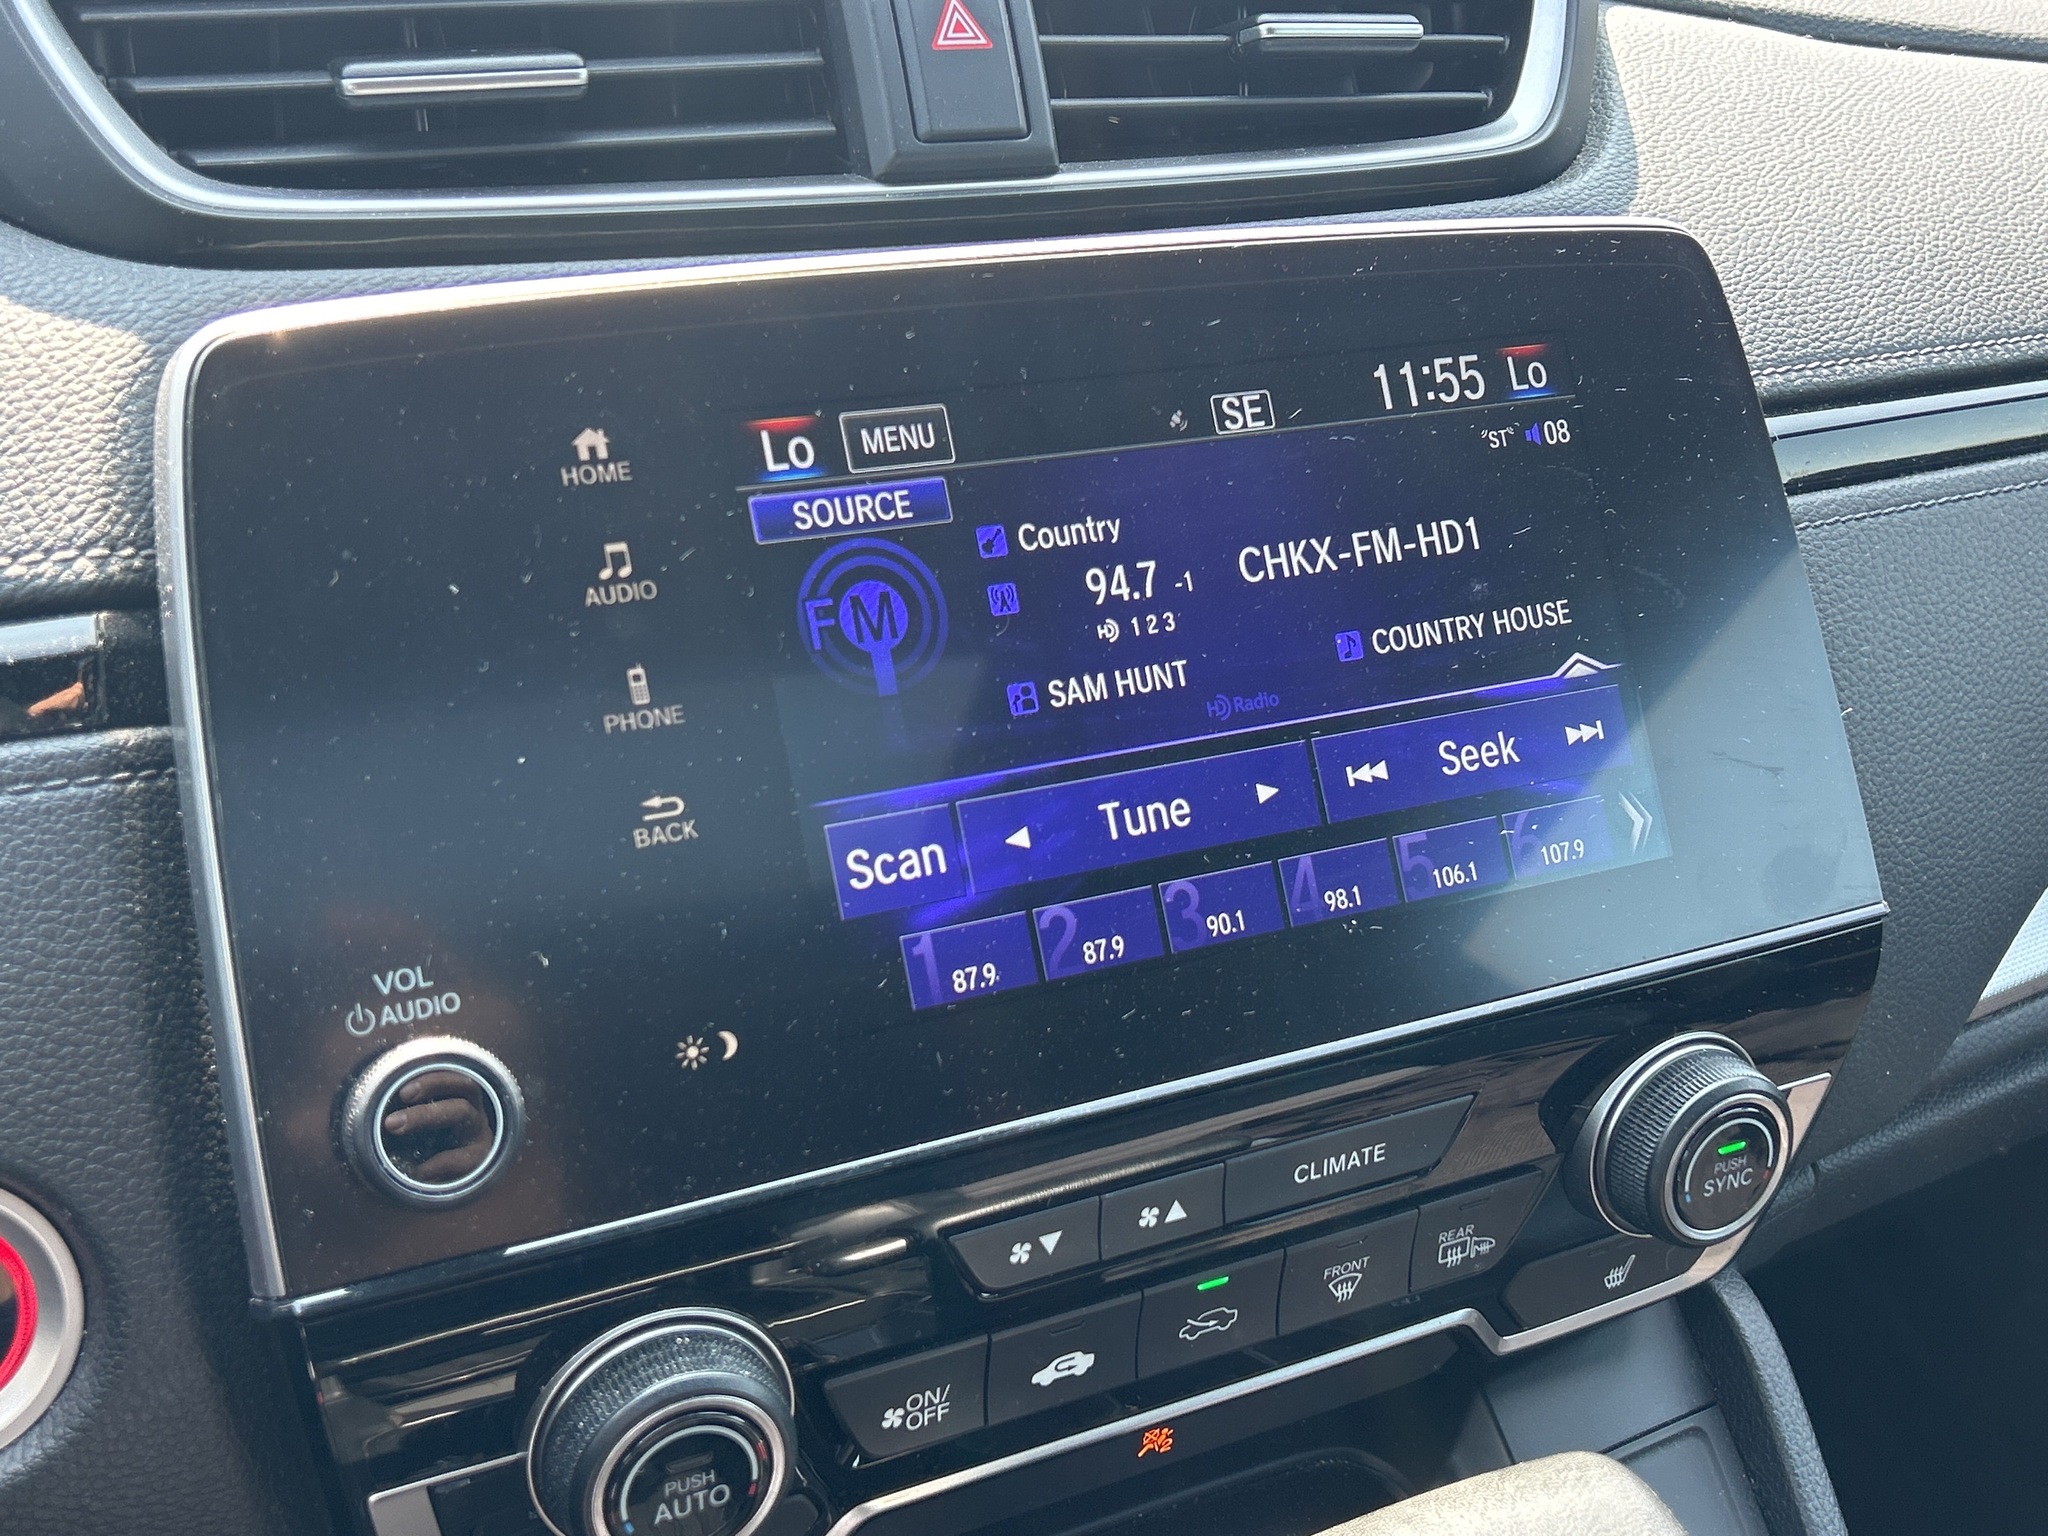 11:55
Lo
SE
MENU
Lo
"ST" 08
HOME
SOURCE
Country
CHKX-FM-HD1
94.7 -1
AUDIO
FM
HD 1 2 3
COUNTRY HOUSE
SAM HUNT
HD Radio
PHONE
BACK
Scan
Tune
Seek
1 87.9
2 87.9
3 90.1
4 98.1
5 106.1
6 107.9
VOL
AUDIO
CLIMATE
PUSH
SYNC
REAR
FRONT
ON/
OFF
2
PUSH
AUTO